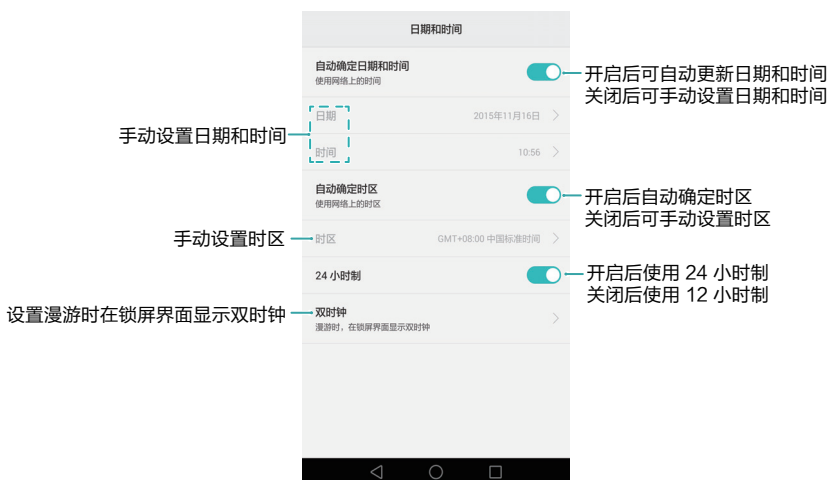 日期和时间
自动确定日期和时间
使用网络上的时间
开启后可自动更新日期和时间
关闭后可手动设置日期和时间
日期 2015年11月16日
手动设置日期和时间
时间 10:56
自动确定时区
使用网络上的时区
开启后自动确定时区
关闭后可手动设置时区
手动设置时区
时区 GMT+08:00 中国标准时间
24 小时制
开启后使用 24 小时制
关闭后使用 12 小时制
设置漫游时在锁屏界面显示双时钟
双时钟
漫游时，在锁屏界面显示双时钟